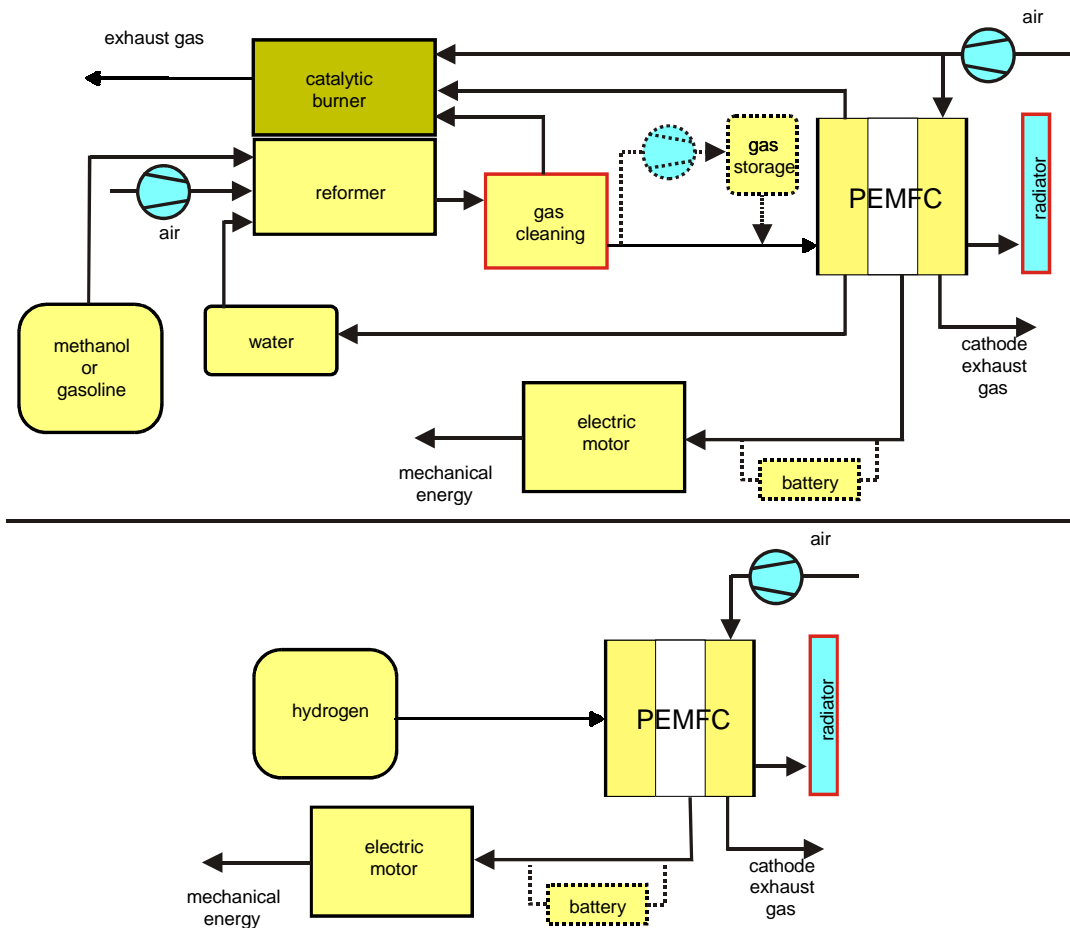 air
exhaust gas
catalytic
burner
gas
storage
PEMFC
radiator
reformer
gas
cleaning
air
methanol
or
gasoline
water
cathode
exhaust
gas
electric
motor
mechanical
energy
battery
air
hydrogen
PEMFC
radiator
electric
motor
mechanical
energy
battery
cathode
exhaust
gas